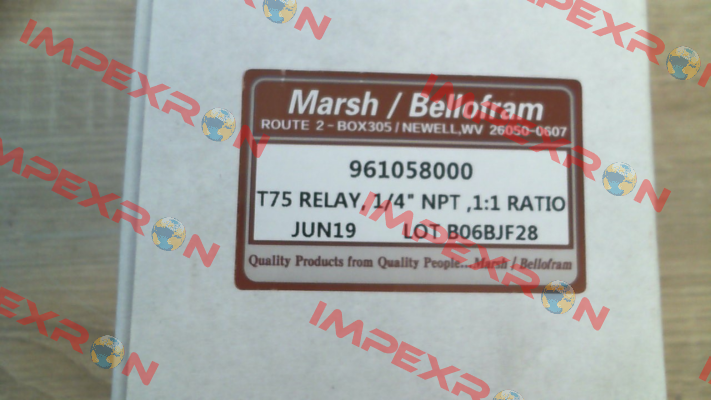 Marsh / Bellofram
ROUTE 2 - BOX305 / NEWELL, WV 26050-0607
961058000
T75 RELAY, 1/4" NPT ,1:1 RATIO
JUN19 LOT B06BJF28
Quality Products from Quality People...Marsh / Bellofram
IMPEXRON
IMPEXRON
IMPEXRON
IMPEXRON
IMPEXRON
IMPEXRON
IMPEXRON
IMPEXRON